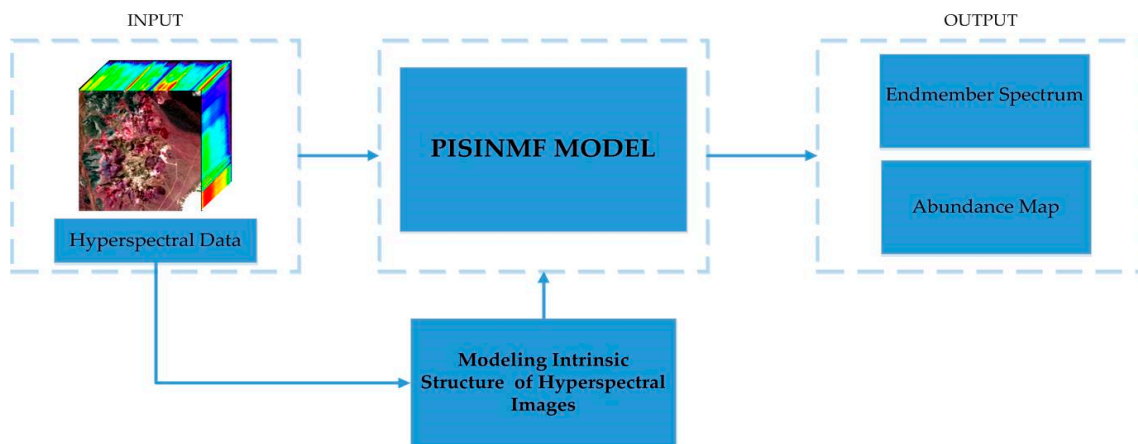 INPUT
OUTPUT
Hyperspectral Data
PISINMF MODEL
Endmember Spectrum
Abundance Map
Modeling Intrinsic
Structure of Hyperspectral
Images